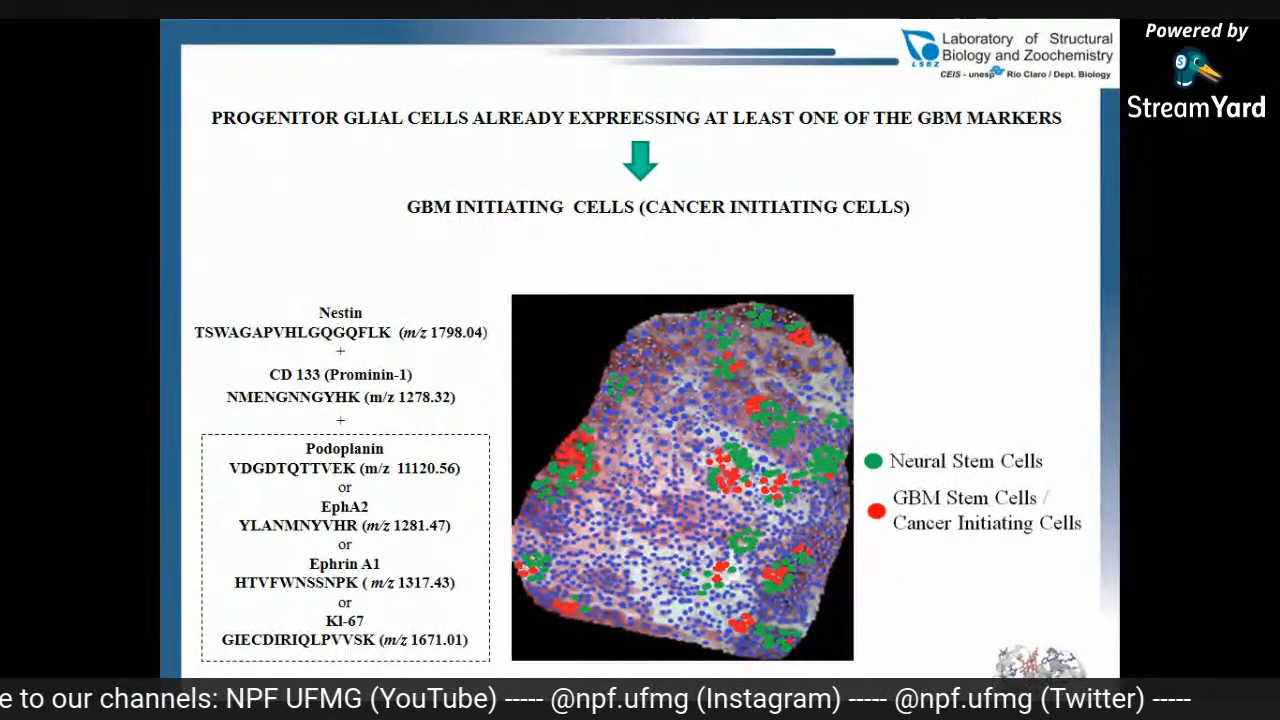 Powered by
StreamYard
Laboratory of Structural
Biology and Zoochemistry
LSBZ
CEIS - unesp Rio Claro / Dept. Biology
PROGENITOR GLIAL CELLS ALREADY EXPREESSING AT LEAST ONE OF THE GBM MARKERS
GBM INITIATING CELLS (CANCER INITIATING CELLS)
Nestin
TSWAGAPVHLGQGQFLK (m/z 1798.04)
+
CD 133 (Prominin-1)
NMENGNNGYHK (m/z 1278.32)
+
Podoplanin
VDGDTQTTVEK (m/z 11120.56)
or
EphA2
YLANMNYVHR (m/z 1281.47)
or
Ephrin A1
HTVFWNSSNPK ( m/z 1317.43)
or
KI-67
GIECDIRIQLPVVSK (m/z 1671.01)
Neural Stem Cells
GBM Stem Cells /
Cancer Initiating Cells
e to our channels: NPF UFMG (YouTube) ----- @npf.ufmg (Instagram) ----- @npf.ufmg (Twitter) -----